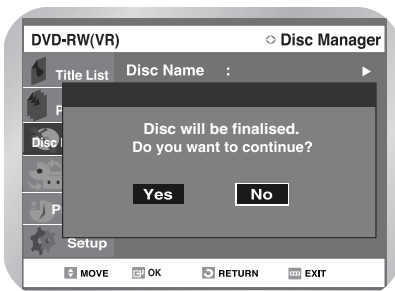 DVD-RW(VR) Disc Manager
Title List Disc Name :
P
Disc
Disc will be finalised.
Do you want to continue?
Yes No
P
Setup
MOVE OK RETURN EXIT